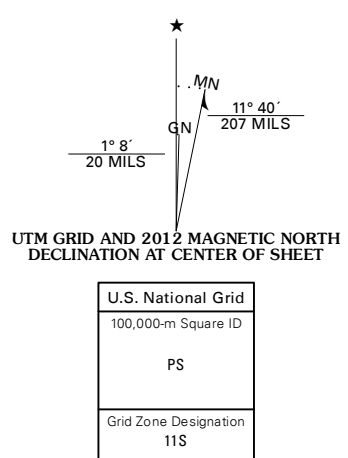 ★
MN
11° 40´
207 MILS
GN
1° 8´
20 MILS
UTM GRID AND 2012 MAGNETIC NORTH
DECLINATION AT CENTER OF SHEET
U.S. National Grid
100,000-m Square ID
PS
Grid Zone Designation
11S